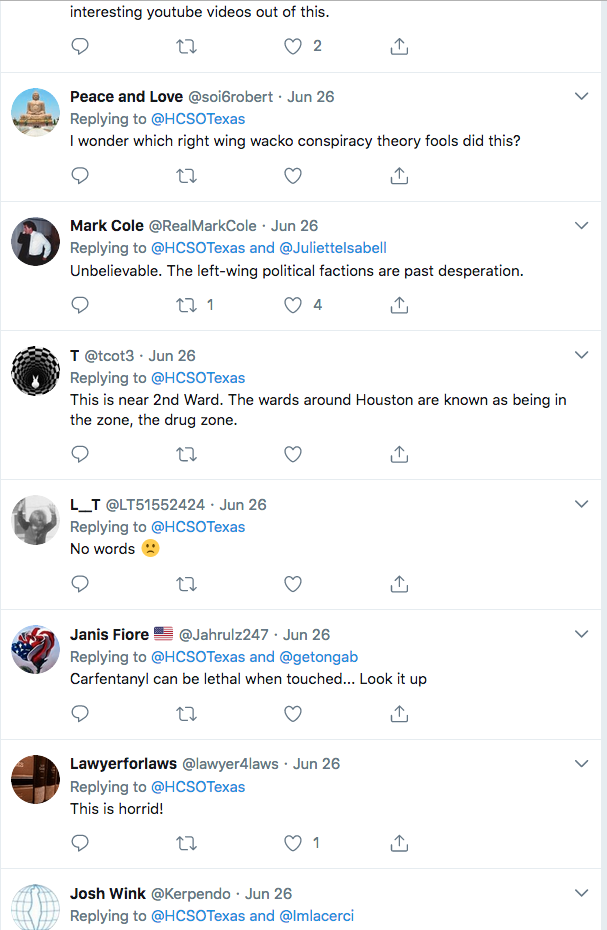 interesting youtube videos out of this.
2
Peace and Love @soi6robert · Jun 26
Replying to @HCSOTexas
I wonder which right wing wacko conspiracy theory fools did this?
Mark Cole @RealMarkCole · Jun 26
Replying to @HCSOTexas and @JulietteIsabell
Unbelievable. The left-wing political factions are past desperation.
1 4
T @tcot3 · Jun 26
Replying to @HCSOTexas
This is near 2nd Ward. The wards around Houston are known as being in
the zone, the drug zone.
L__T @LT51552424 · Jun 26
Replying to @HCSOTexas
No words 🙁
Janis Fiore 🇺🇸 @Jahrulz247 · Jun 26
Replying to @HCSOTexas and @getongab
Carfentanyl can be lethal when touched... Look it up
Lawyerforlaws @lawyer4laws · Jun 26
Replying to @HCSOTexas
This is horrid!
1
Josh Wink @Kerpendo · Jun 26
Replying to @HCSOTexas and @lmlacerci